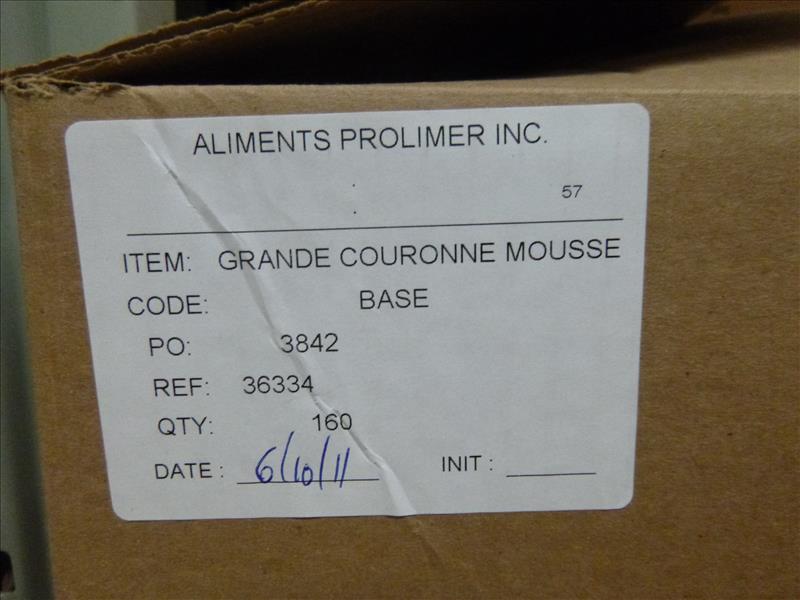 ALIMENTS PROLIMER INC.
57
ITEM: GRANDE COURONNE MOUSSE
CODE: BASE
PO: 3842
REF: 36334
QTY: 160
DATE : 6/10/11 INIT :